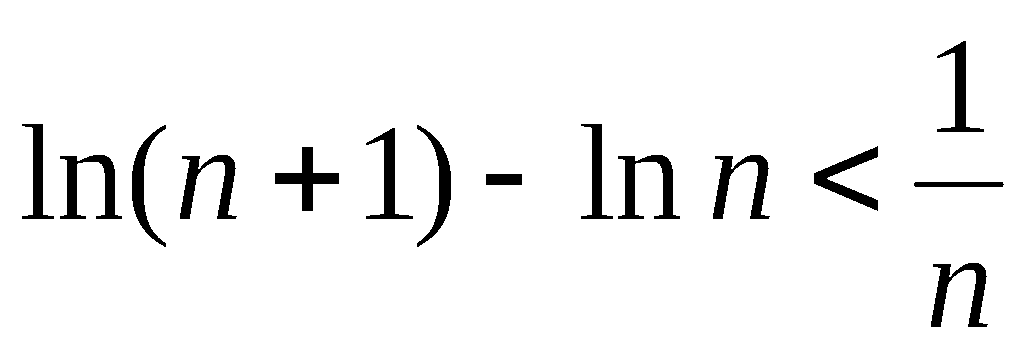 ln(n + 1) - ln n < 1/n